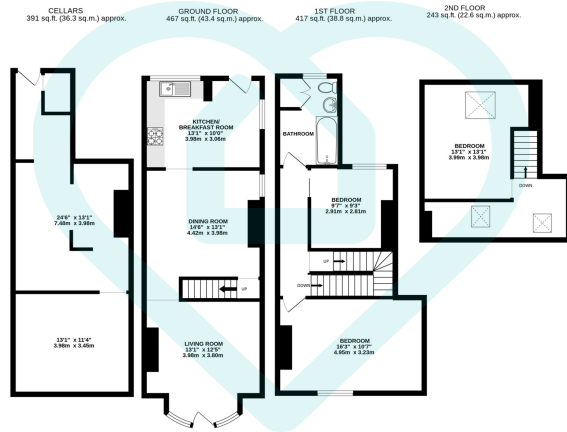 CELLARS
391 sq.ft. (36.3 sq.m.) approx.
GROUND FLOOR
467 sq.ft. (43.4 sq.m.) approx.
1ST FLOOR
417 sq.ft. (38.8 sq.m.) approx.
2ND FLOOR
243 sq.ft. (22.6 sq.m.) approx.
24'6" x 13'1"
7.48m x 3.98m
13'1" x 11'4"
3.98m x 3.45m
KITCHEN/
BREAKFAST ROOM
13'1" x 10'0"
3.98m x 3.06m
DINING ROOM
14'6" x 13'1"
4.42m x 3.98m
UP
LIVING ROOM
13'1" x 12'5"
3.98m x 3.80m
BATHROOM
BEDROOM
9'7" x 9'3"
2.91m x 2.81m
UP
DOWN
BEDROOM
16'3" x 10'7"
4.95m x 3.23m
BEDROOM
13'1" x 13'1"
3.99m x 3.98m
DOWN